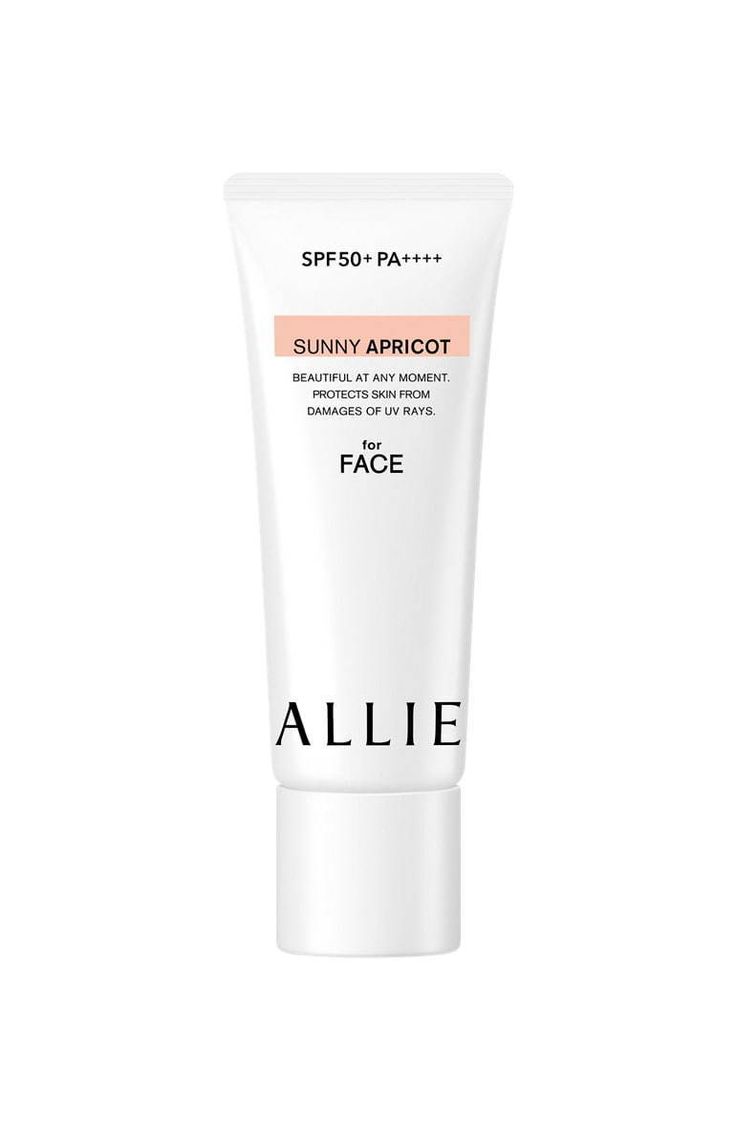 SPF50+ PA++++
SUNNY APRICOT
BEAUTIFUL AT ANY MOMENT.
PROTECTS SKIN FROM
DAMAGES OF UV RAYS.
for
FACE
ALLIE